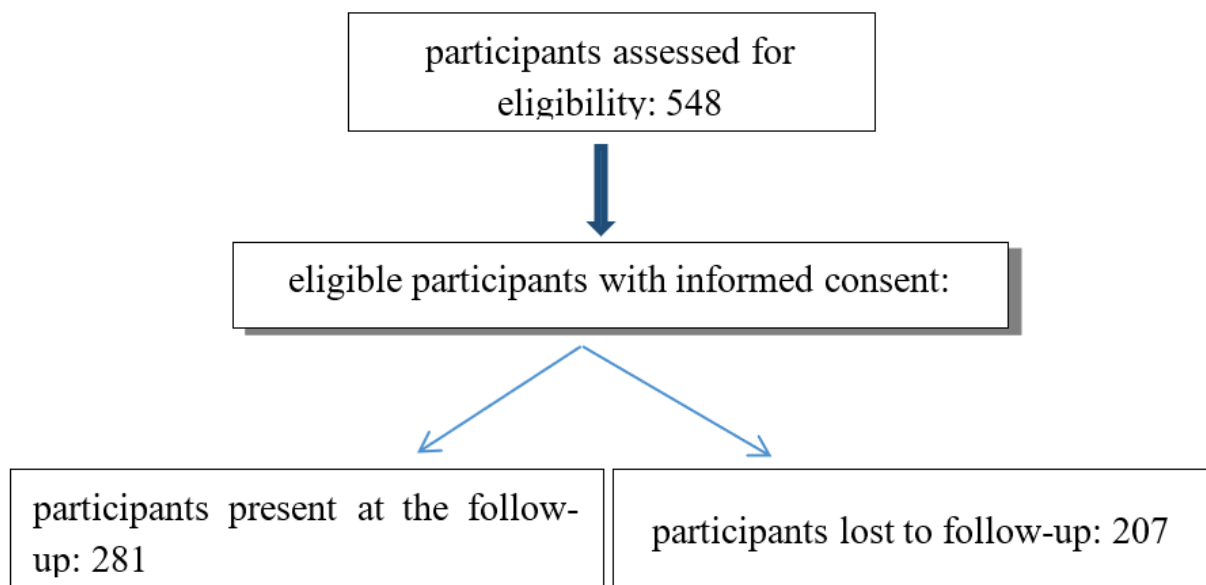 participants assessed for
eligibility: 548
eligible participants with informed consent:
participants present at the follow-
up: 281
participants lost to follow-up: 207